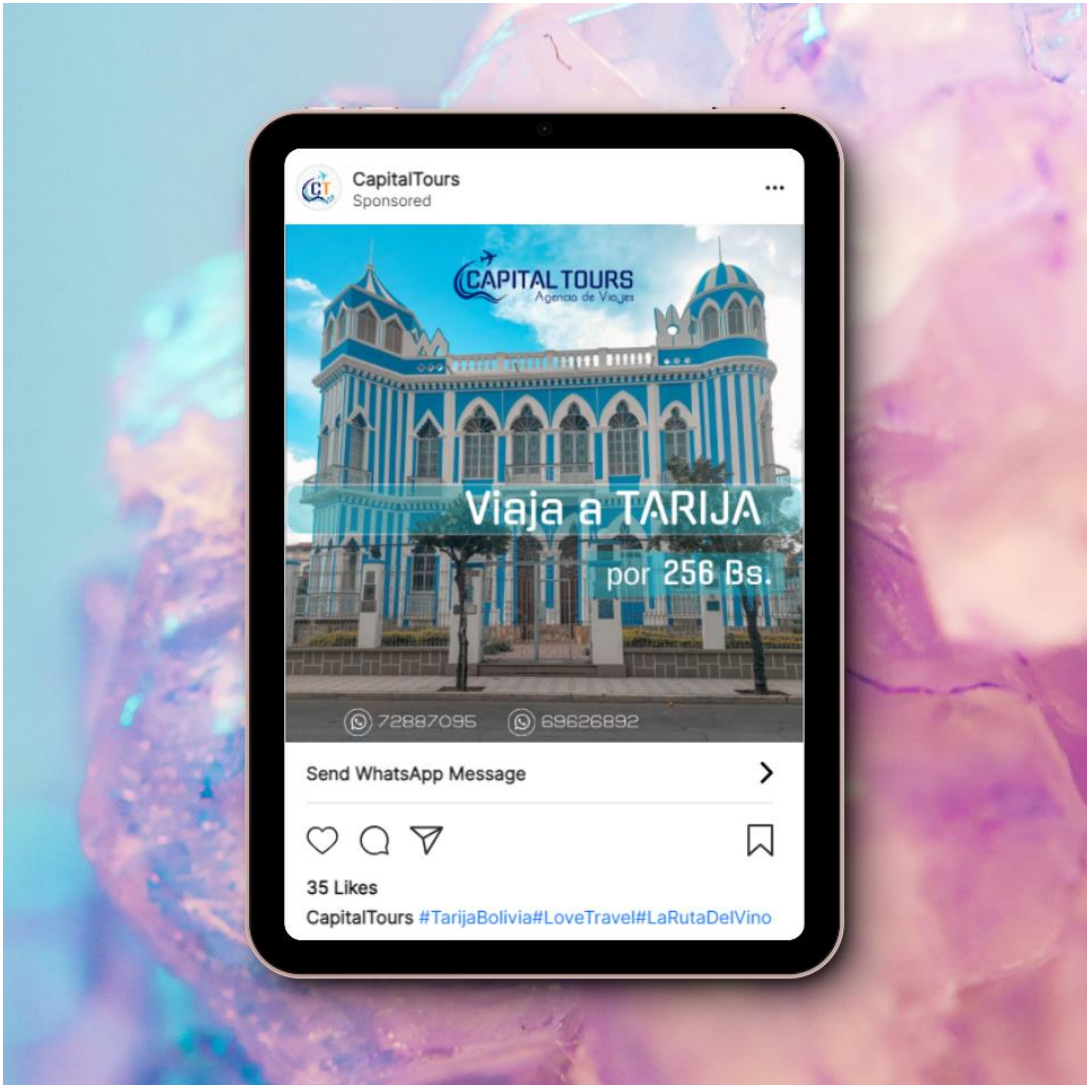 CT
CapitalTours
Sponsored
CAPITAL TOURS
Agencia de Viajes
Viaja a TARIJA
por 256 Bs.
72887095 69626892
Send WhatsApp Message
35 Likes
CapitalTours #TarijaBolivia#LoveTravel#LaRutaDelVino